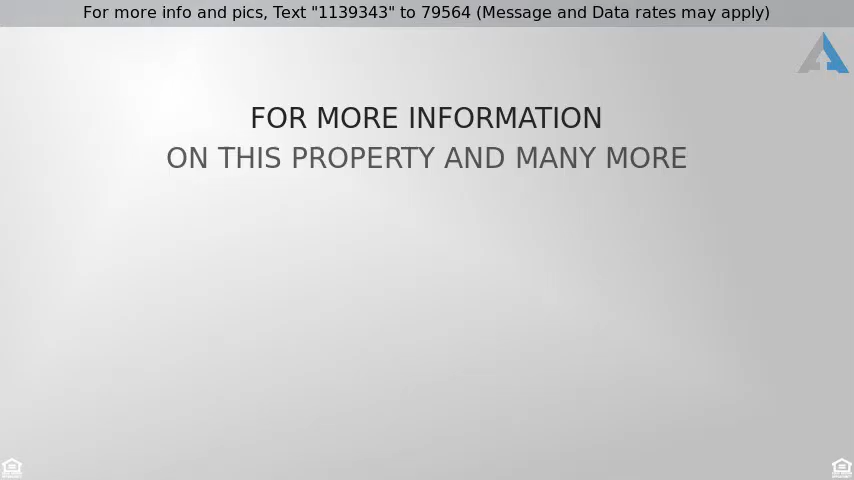 For more info and pics, Text "1139343" to 79564 (Message and Data rates may apply)
FOR MORE INFORMATION
ON THIS PROPERTY AND MANY MORE